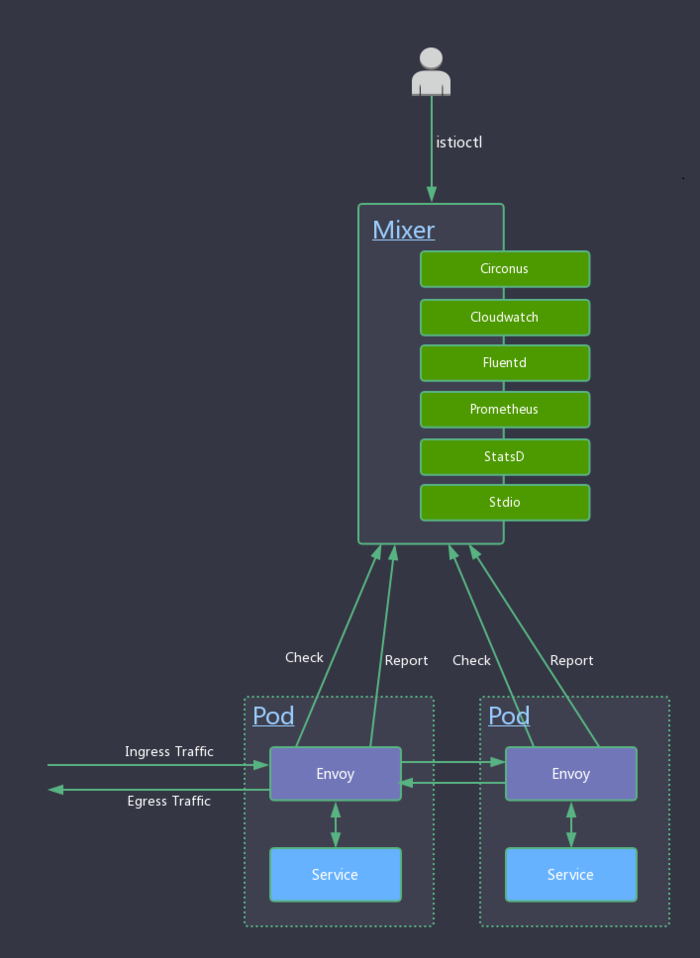 istioctl
Mixer
Circonus
Cloudwatch
Fluentd
Prometheus
StatsD
Stdio
Check
Report
Check
Report
Pod
Pod
Ingress Traffic
Envoy
Envoy
Egress Traffic
Service
Service